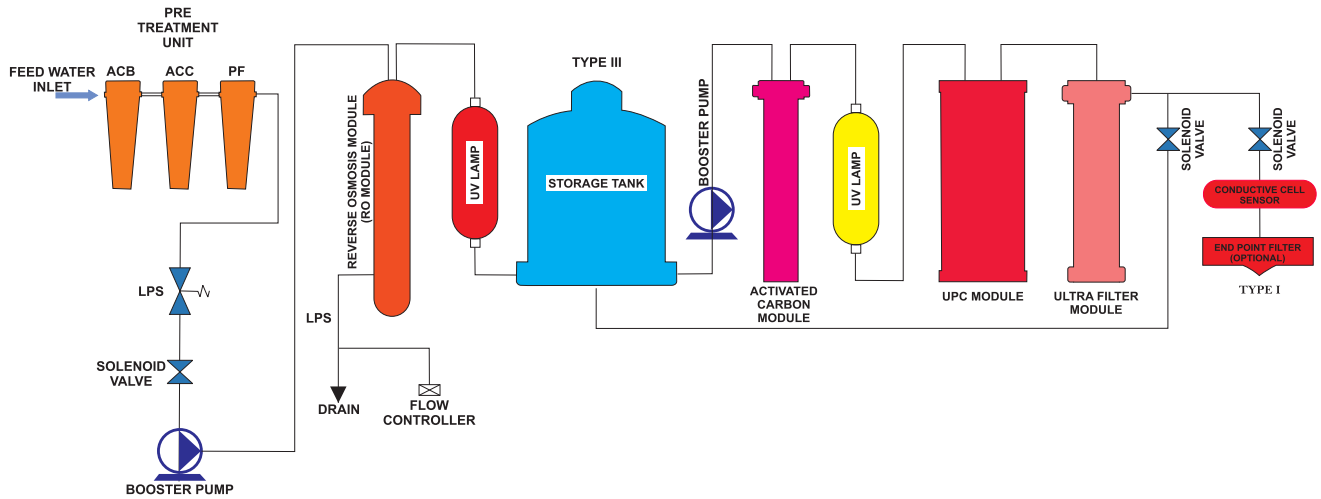 PRE
TREATMENT
UNIT
FEED WATER
INLET
ACB
ACC
PF
LPS
SOLENOID
VALVE
BOOSTER PUMP
REVERSE OSMOSIS MODULE
(RO MODULE)
LPS
DRAIN
FLOW
CONTROLLER
UV LAMP
TYPE III
STORAGE TANK
BOOSTER PUMP
ACTIVATED
CARBON
MODULE
UV LAMP
UPC MODULE
ULTRA FILTER
MODULE
SOLENOID
VALVE
SOLENOID
VALVE
CONDUCTIVE CELL
SENSOR
END POINT FILTER
(OPTIONAL)
TYPE I